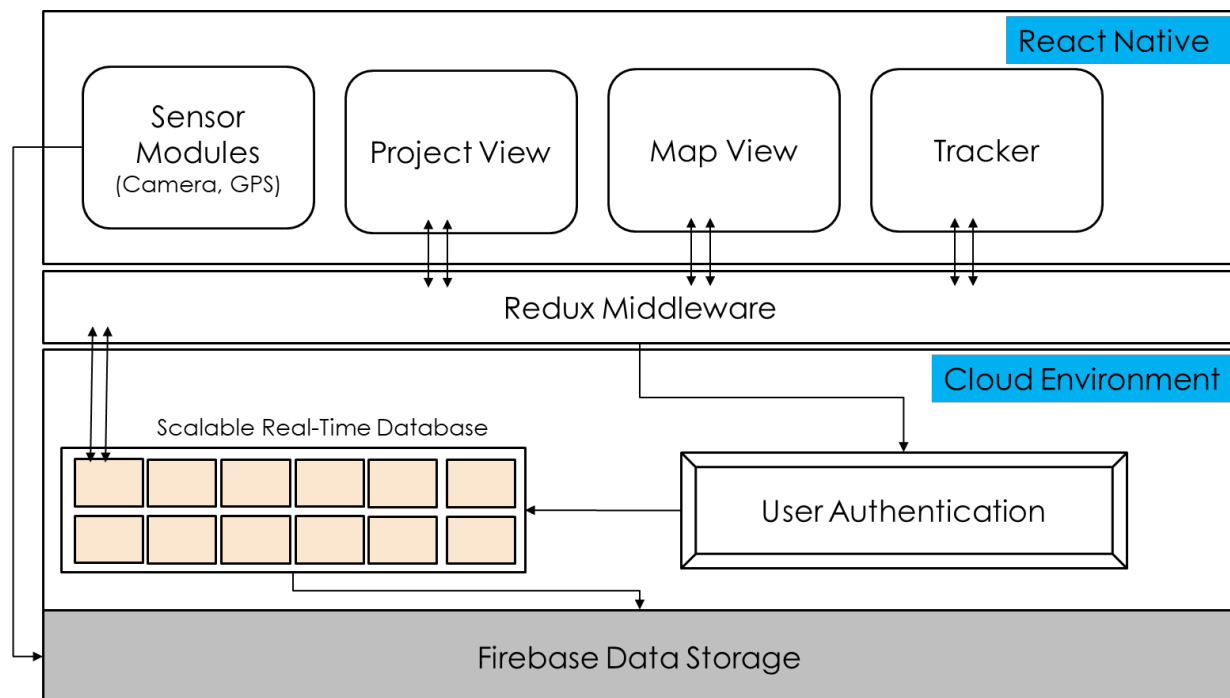 React Native
Sensor
Modules
(Camera, GPS)
Project View
Map View
Tracker
Redux Middleware
Cloud Environment
Scalable Real-Time Database
User Authentication
Firebase Data Storage